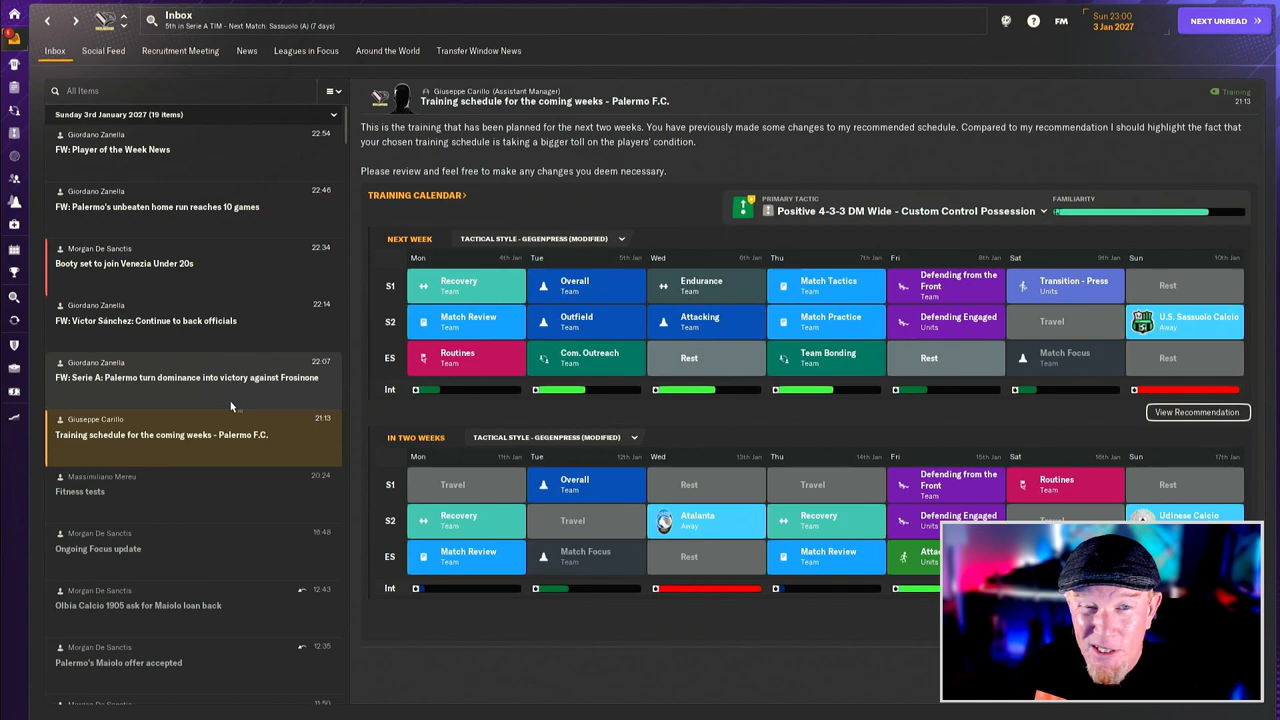 Inbox
5th in Serie A TIM - Next Match: Sassuolo (A) (7 days)
FM
Sun 23:00
3 Jan 2027
NEXT UNREAD
Inbox
Social Feed
Recruitment Meeting
News
Leagues in Focus
Around the World
Transfer Window News
All Items
Sunday 3rd January 2027 (19 items)
Giordano Zanella
22:54
FW: Player of the Week News
Giordano Zanella
22:46
FW: Palermo's unbeaten home run reaches 10 games
Morgan De Sanctis
22:34
Booty set to join Venezia Under 20s
Giordano Zanella
22:14
FW: Víctor Sánchez: Continue to back officials
Giordano Zanella
22:07
FW: Serie A: Palermo turn dominance into victory against Frosinone
Giuseppe Carillo
21:13
Training schedule for the coming weeks - Palermo F.C.
Massimiliano Mereu
20:24
Fitness tests
Morgan De Sanctis
16:48
Ongoing Focus update
Morgan De Sanctis
12:43
Olbia Calcio 1905 ask for Maiolo loan back
Morgan De Sanctis
12:35
Palermo's Maiolo offer accepted
Morgan De Sanctis
11:50
Giuseppe Carillo (Assistant Manager)
Training schedule for the coming weeks - Palermo F.C.
Training
21:13
This is the training that has been planned for the next two weeks. You have previously made some changes to my recommended schedule. Compared to my recommendation I should highlight the fact that
your chosen training schedule is taking a bigger toll on the players' condition.
Please review and feel free to make any changes you deem necessary.
TRAINING CALENDAR>
PRIMARY TACTIC
Positive 4-3-3 DM Wide - Custom Control Possession
FAMILIARITY
NEXT WEEK
TACTICAL STYLE - GEGENPRESS (MODIFIED)
Mon 4th Jan
Tue 5th Jan
Wed 6th Jan
Thu 7th Jan
Fri 8th Jan
Sat 9th Jan
Sun 10th Jan
S1
Recovery
Team
Overall
Team
Endurance
Team
Match Tactics
Team
Defending from the
Front
Team
Transition - Press
Units
Rest
S2
Match Review
Team
Outfield
Team
Attacking
Team
Match Practice
Team
Defending Engaged
Units
Travel
U.S. Sassuolo Calcio
Away
ES
Routines
Team
Com. Outreach
Team
Rest
Team Bonding
Team
Rest
Match Focus
Team
Rest
Int
View Recommendation
IN TWO WEEKS
TACTICAL STYLE - GEGENPRESS (MODIFIED)
Mon 11th Jan
Tue 12th Jan
Wed 13th Jan
Thu 14th Jan
Fri 15th Jan
Sat 16th Jan
Sun 17th Jan
S1
Travel
Overall
Team
Rest
Travel
Defending from the
Front
Team
Routines
Team
Rest
S2
Recovery
Team
Travel
Atalanta
Away
Recovery
Team
Defending Engaged
Units
Udinese Calcio
ES
Match Review
Team
Match Focus
Team
Rest
Match Review
Team
Units
Int